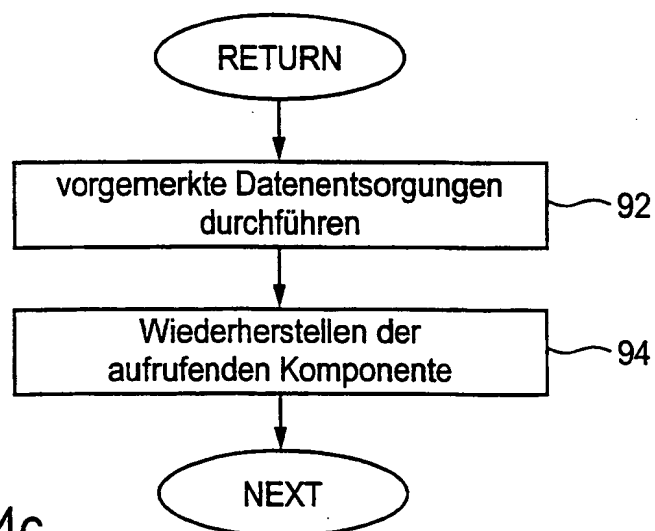 RETURN
vorgemerkte Datenentsorgungen
durchführen
92
Wiederherstellen der
aufrufenden Komponente
94
NEXT
4c